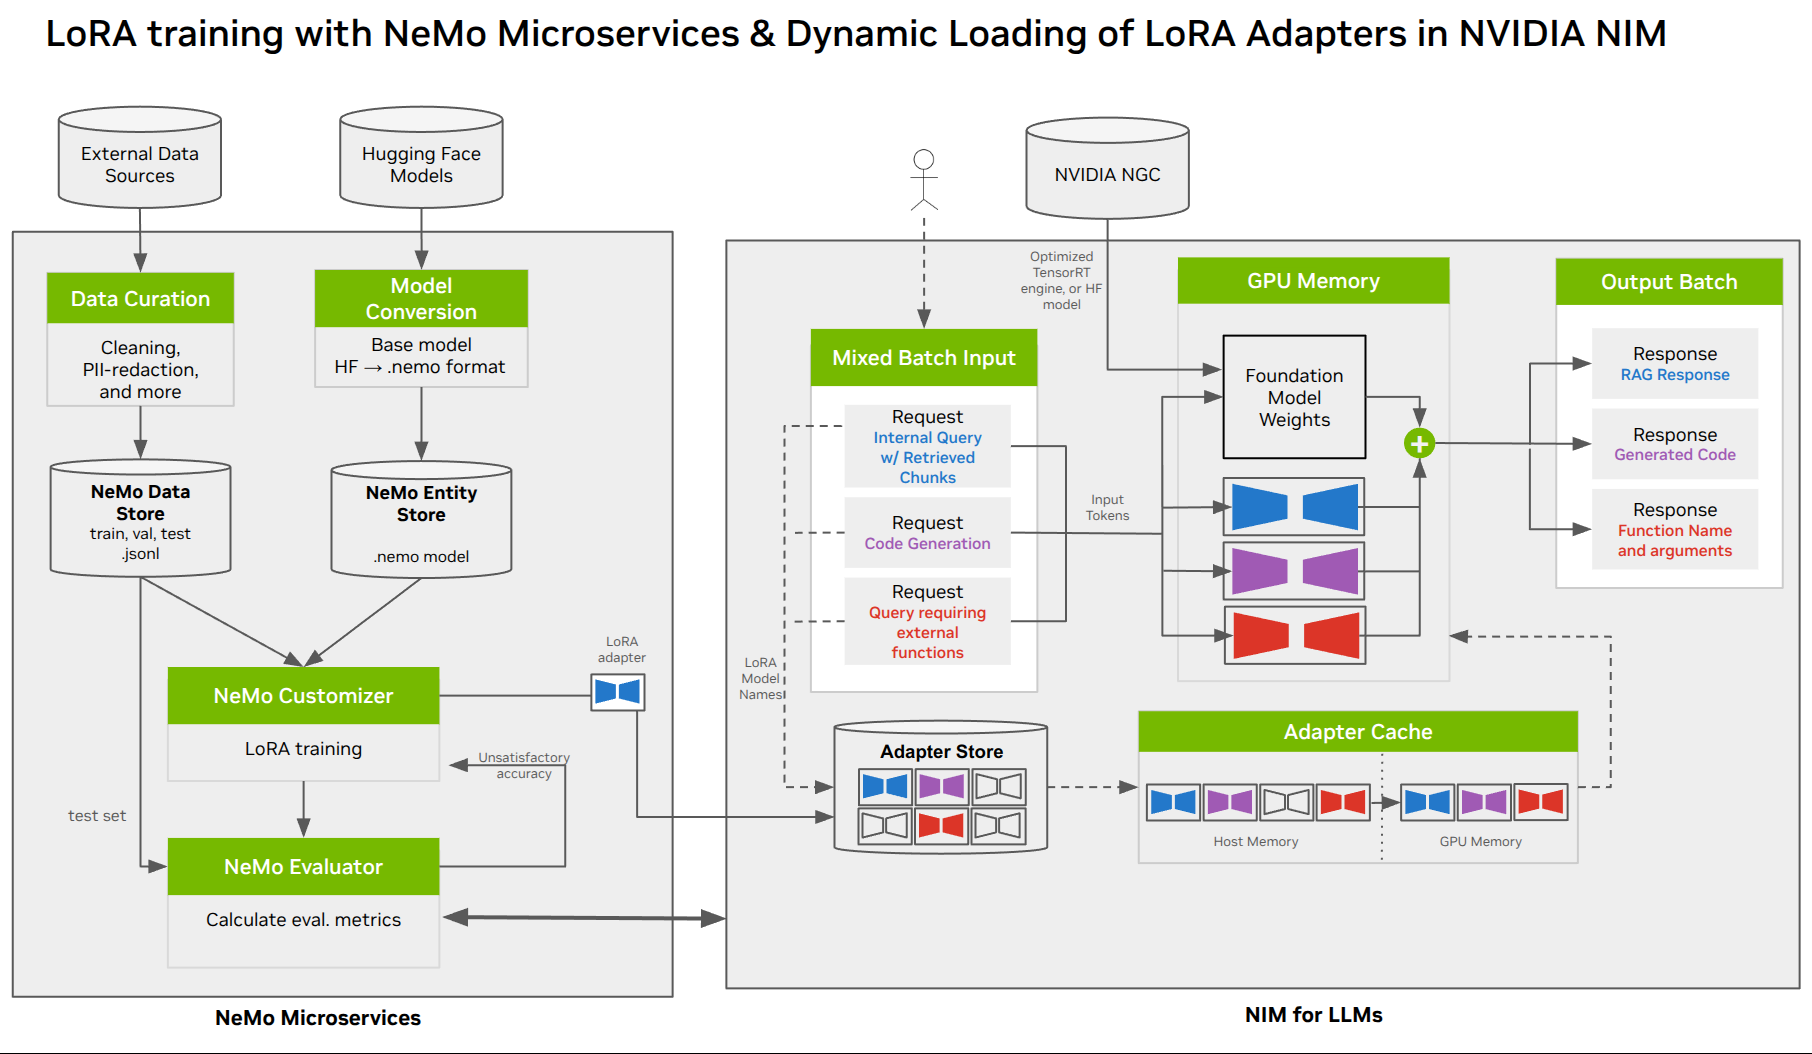 LoRA training with NeMo Microservices & Dynamic Loading of LoRA Adapters in NVIDIA NIM
External Data
Sources
Hugging Face
Models
Data Curation
Cleaning,
PII-redaction,
and more
Model
Conversion
Base model
HF → .nemo format
NeMo Data
Store
train, val, test
.jsonl
NeMo Entity
Store
.nemo model
NeMo Customizer
LoRA training
LoRA
adapter
Unsatisfactory
accuracy
test set
NeMo Evaluator
Calculate eval. metrics
NeMo Microservices
NVIDIA NGC
Optimized
TensorRT
engine, or HF
model
Mixed Batch Input
Request
Internal Query
w/ Retrieved
Chunks
Request
Code Generation
Request
Query requiring
external
functions
LoRA
Model
Names
Input
Tokens
GPU Memory
Foundation
Model
Weights
+
Output Batch
Response
RAG Response
Response
Generated Code
Response
Function Name
and arguments
Adapter Store
Adapter Cache
Host Memory
GPU Memory
NIM for LLMs